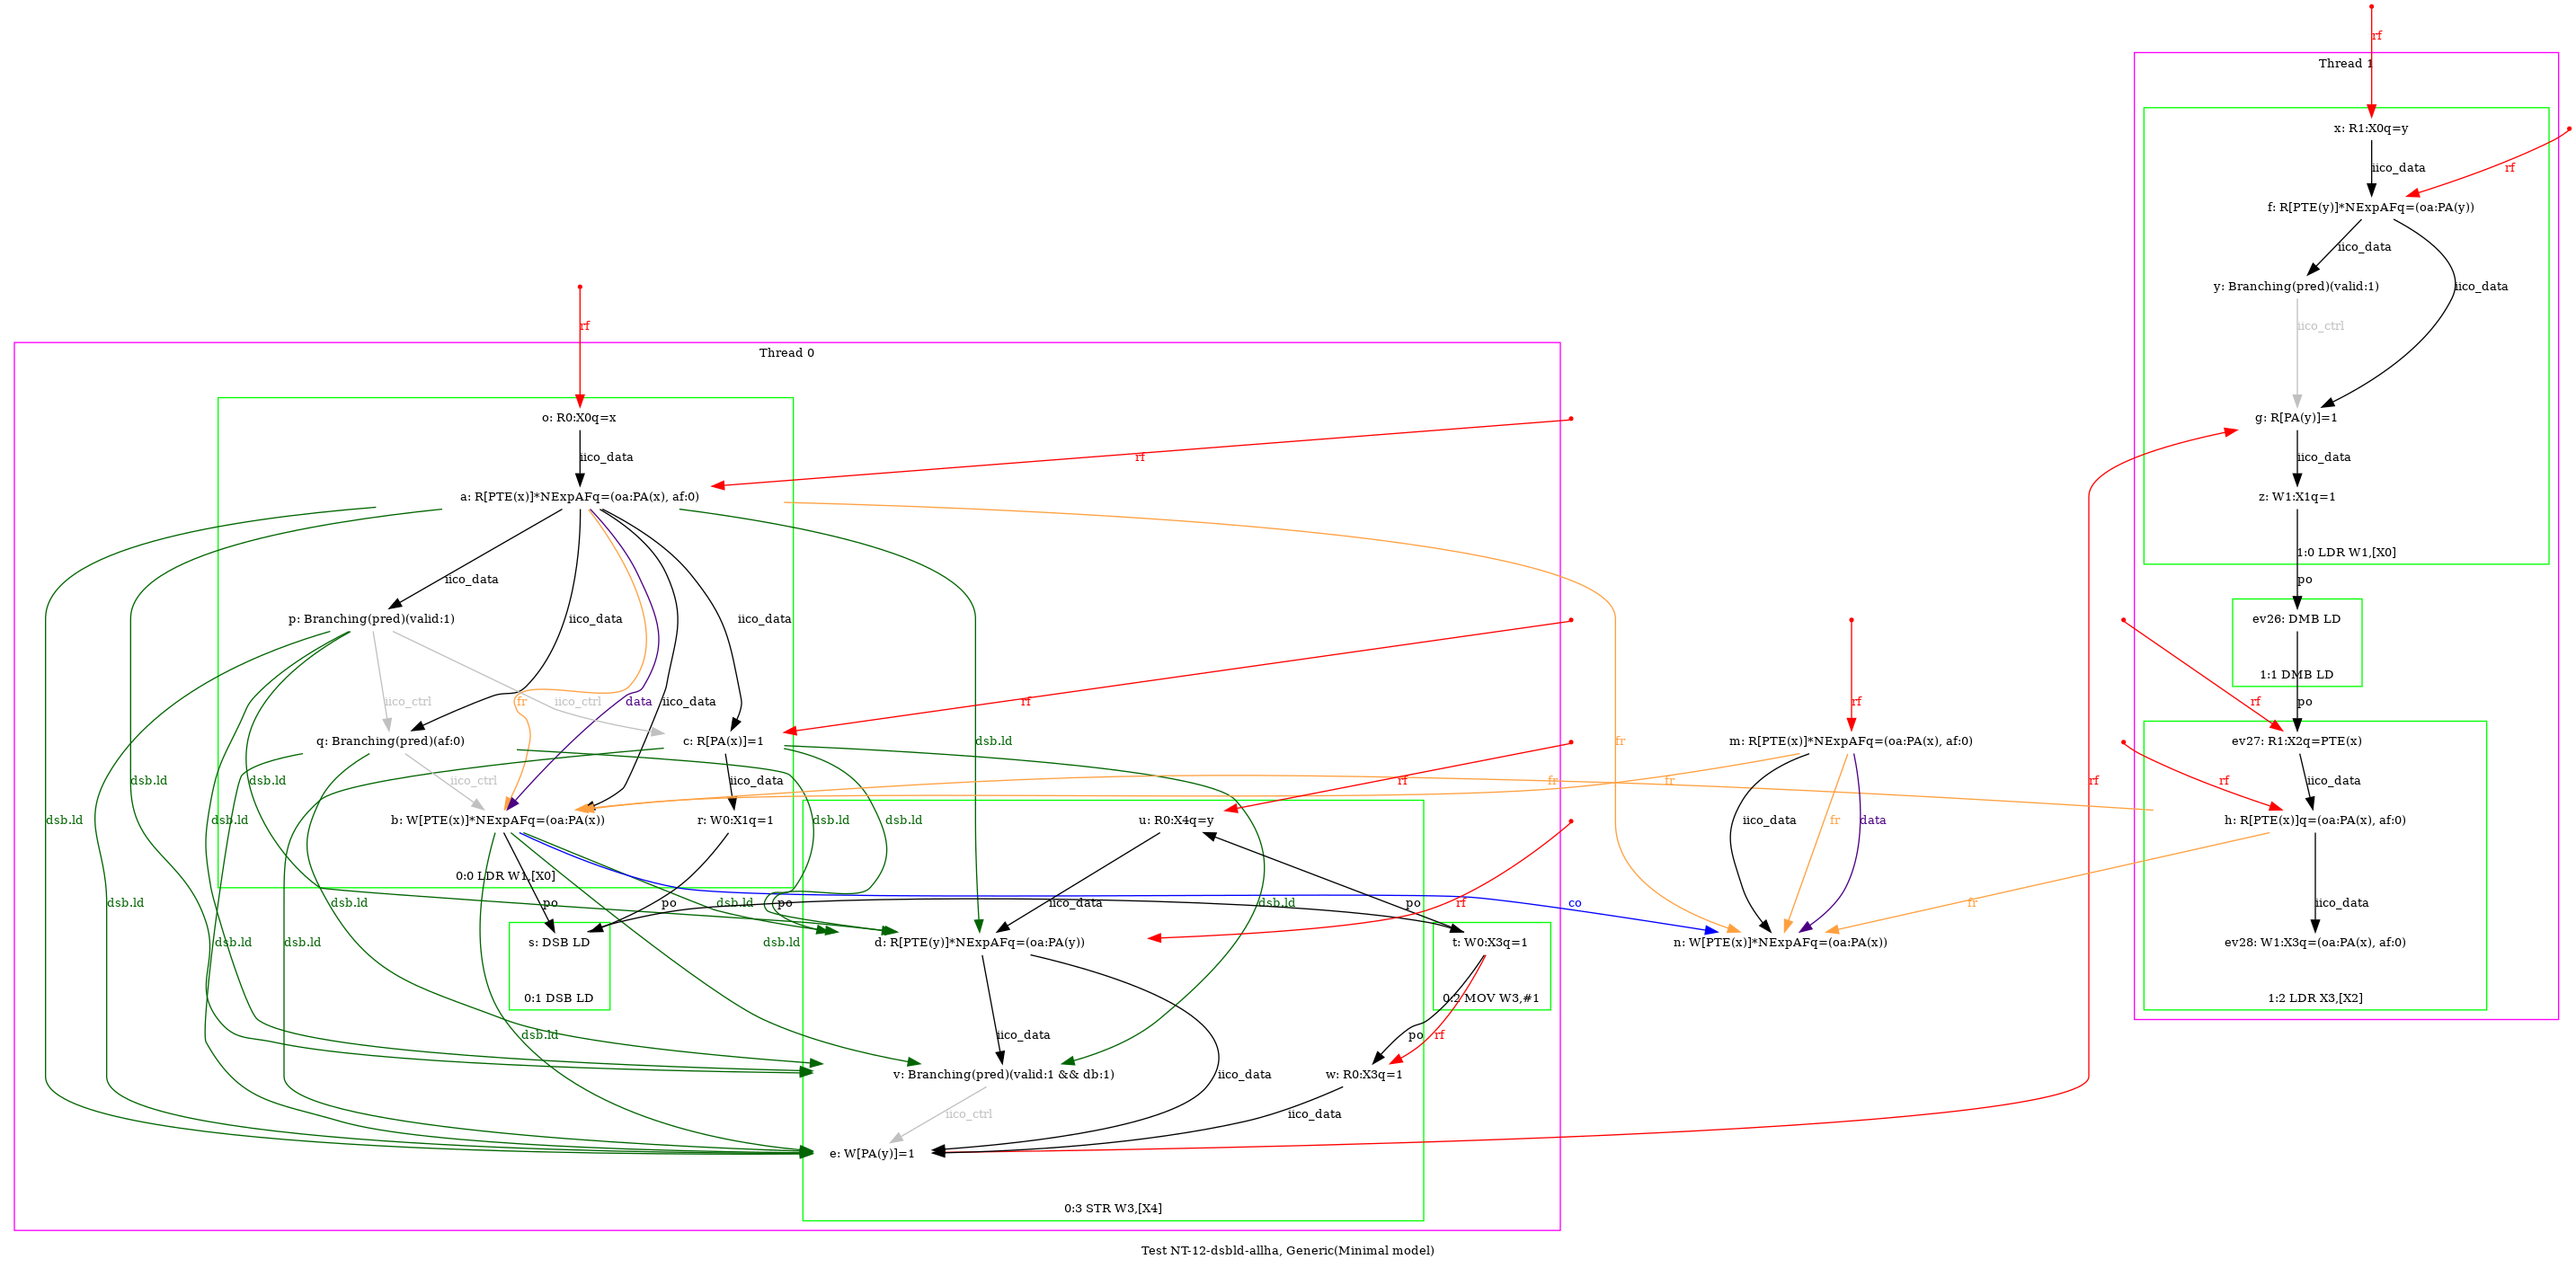 rf
Thread 1
x: R1:X0q=y
iico_data
rf
f: R[PTE(y)]*NExpAFq=(oa:PA(y))
iico_data
y: Branching(pred)(valid:1)
iico_data
rf
iico_ctrl
Thread 0
o: R0:X0q=x
g: R[PA(y)]=1
iico_data
rf
iico_data
a: R[PTE(x)]*NExpAFq=(oa:PA(x), af:0)
z: W1:X1q=1
1:0 LDR W1,[X0]
iico_data
po
p: Branching(pred)(valid:1)
iico_data
iico_data
ev26: DMB LD
1:1 DMB LD
iico_ctrl
iico_ctrl
fr
data
iico_data
rf
rf
rf
po
q: Branching(pred)(af:0)
c: R[PA(x)]=1
dsb.ld
fr
m: R[PTE(x)]*NExpAFq=(oa:PA(x), af:0)
ev27: R1:X2q=PTE(x)
dsb.ld
dsb.ld
iico_ctrl
iico_data
rf
fr
fr
rf
rf
iico_data
b: W[PTE(x)]*NExpAFq=(oa:PA(x))
r: W0:X1q=1
u: R0:X4q=y
iico_data
fr
data
h: R[PTE(x)]q=(oa:PA(x), af:0)
dsb.ld
dsb.ld
dsb.ld
dsb.ld
0:0 LDR W1,[X0]
dsb.ld
dsb.ld
po
po
dsb.ld
po
iico_data
dsb.ld
po
rf
co
fr
iico_data
dsb.ld
dsb.ld
s: DSB LD
dsb.ld
d: R[PTE(y)]*NExpAFq=(oa:PA(y))
t: W0:X3q=1
n: W[PTE(x)]*NExpAFq=(oa:PA(x))
ev28: W1:X3q=(oa:PA(x), af:0)
0:1 DSB LD
0:2 MOV W3,#1
1:2 LDR X3,[X2]
dsb.ld
iico_data
po
rf
v: Branching(pred)(valid:1 && db:1)
iico_data
w: R0:X3q=1
iico_ctrl
iico_data
e: W[PA(y)]=1
0:3 STR W3,[X4]
Test NT-12-dsbld-allha, Generic(Minimal model)